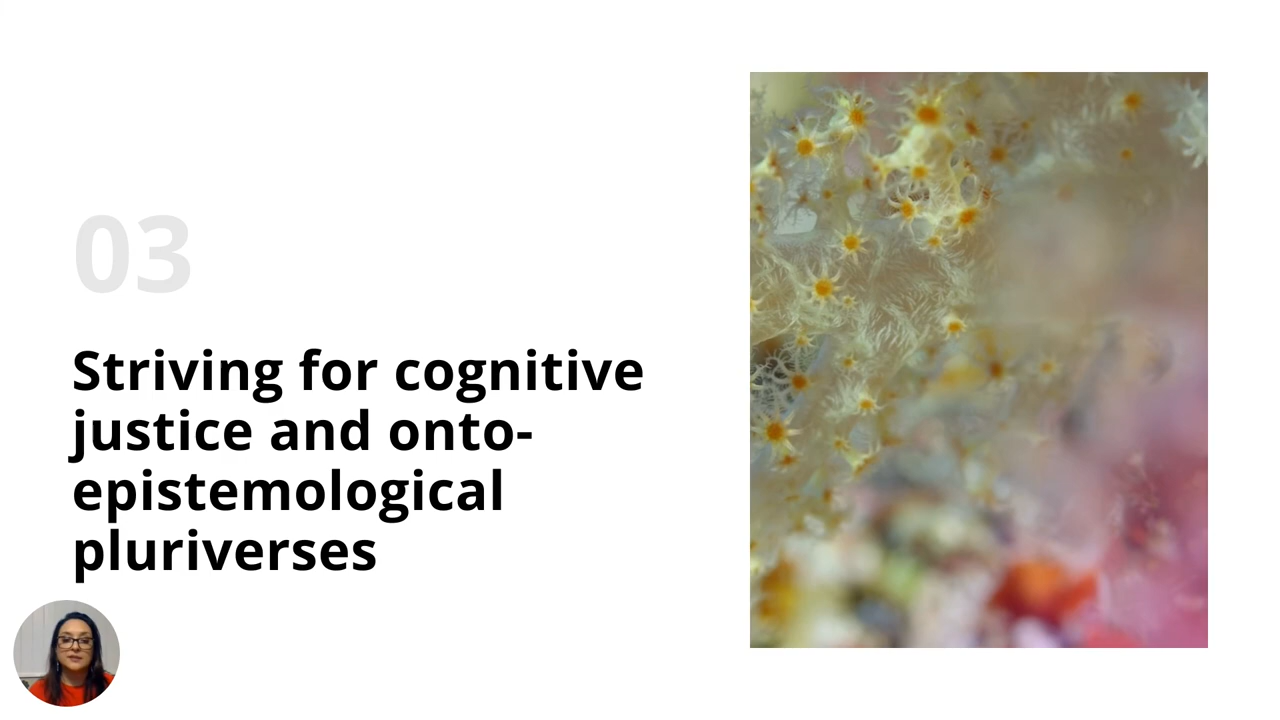 03
Striving for cognitive
justice and onto-
epistemological
pluriverses